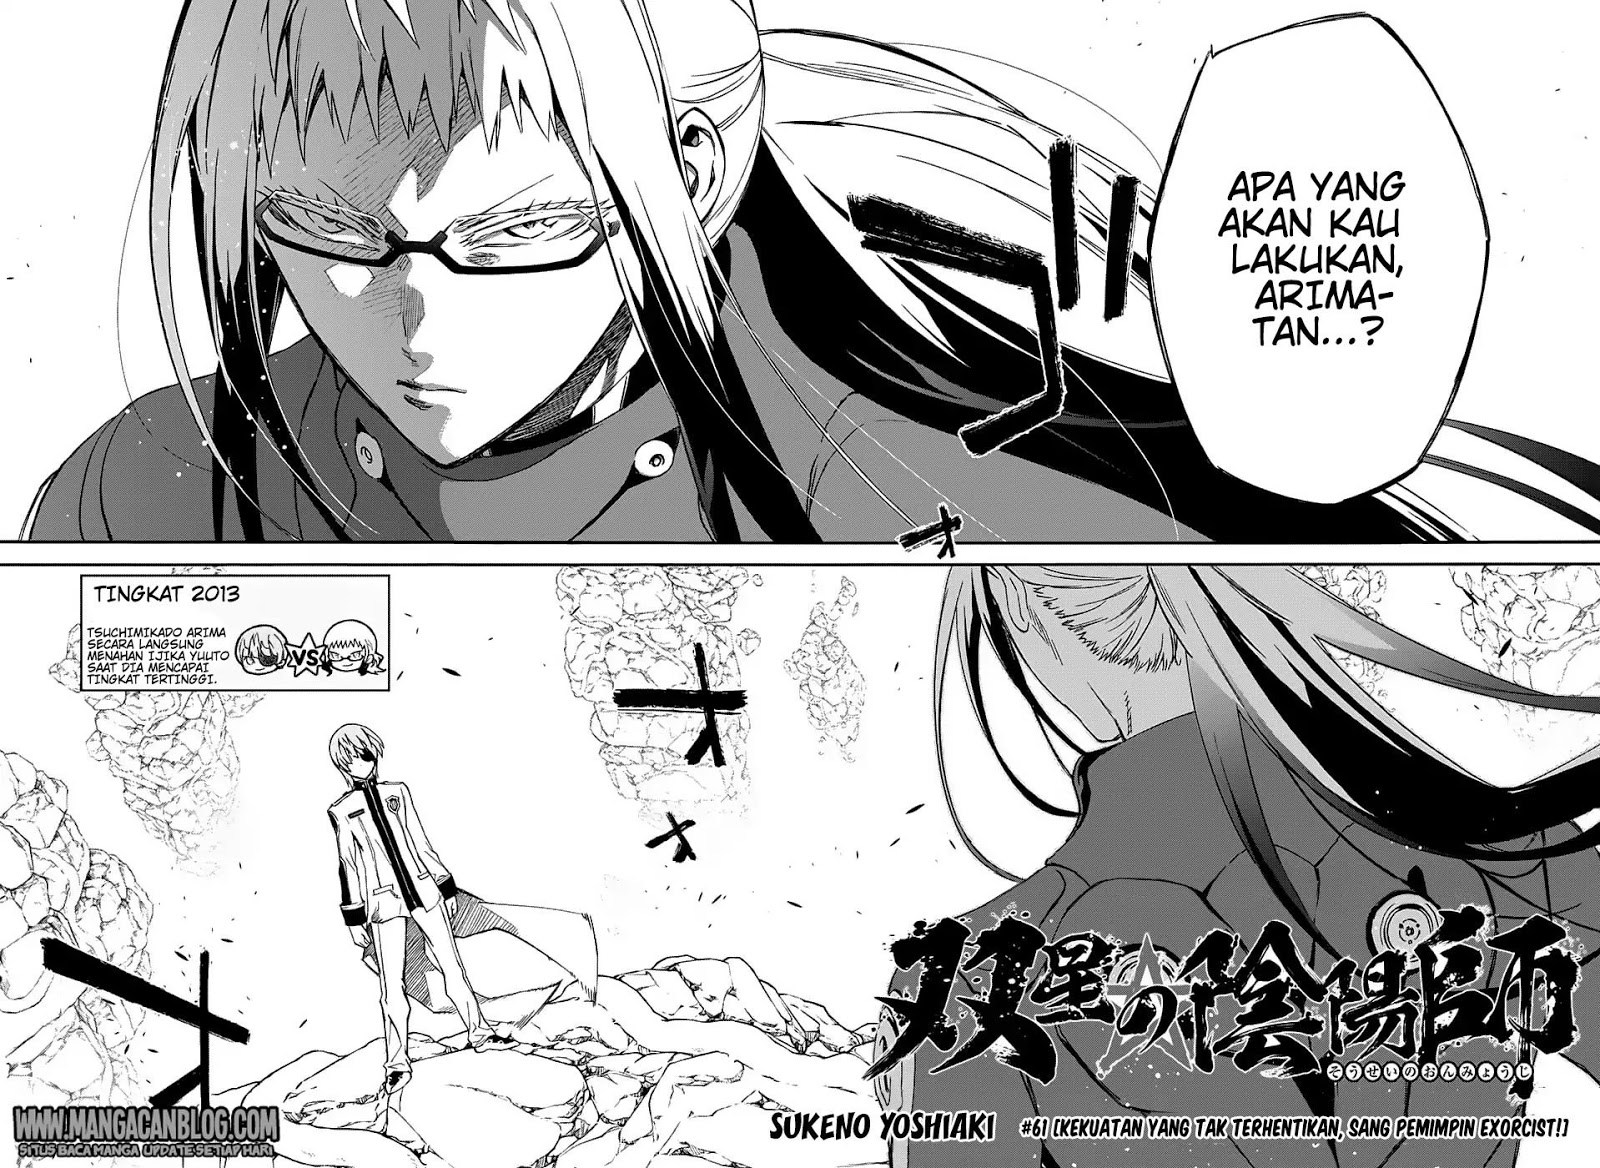 APA YANG
AKAN KAU
LAKUKAN,
ARIMA-
TAN...?
TINGKAT 2013
TSUCHIMIKADO ARIMA
SECARA LANGSUNG
MENAHAN IJIKA YUUTO
SAAT DIA MENCAPAI
TINGKAT TERTINGGI.
VS
双星の陰陽師
そうせいのおんみょうじ
SUKENO YOSHIAKI
#61 [KEKUATAN YANG TAK TERHENTIKAN, SANG PEMIMPIN EXORCIST!]
WWW.MANGACANBLOG.COM
SITUS BACA MANGA UPDATE SETIAP HARI